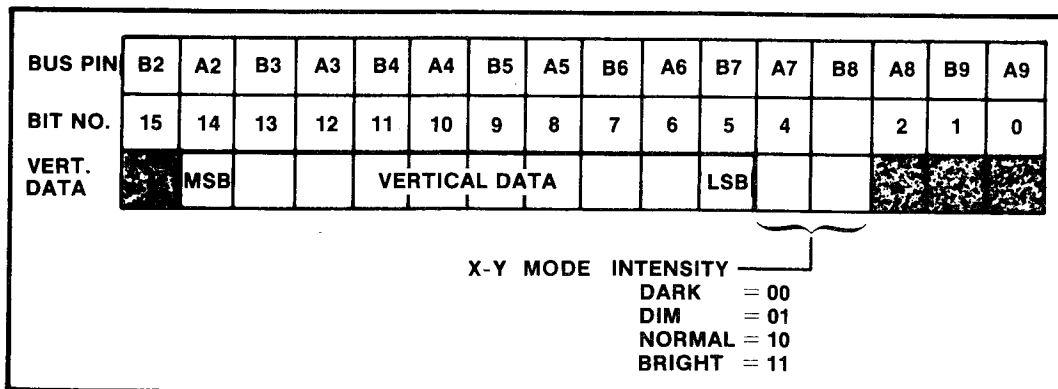 BUS PIN B2 A2 B3 A3 B4 A4 B5 A5 B6 A6 B7 A7 B8 A8 B9 A9
BIT NO. 15 14 13 12 11 10 9 8 7 6 5 4 2 1 0
VERT.
DATA MSB VERTICAL DATA LSB
X-Y MODE INTENSITY
DARK = 00
DIM = 01
NORMAL = 10
BRIGHT = 11